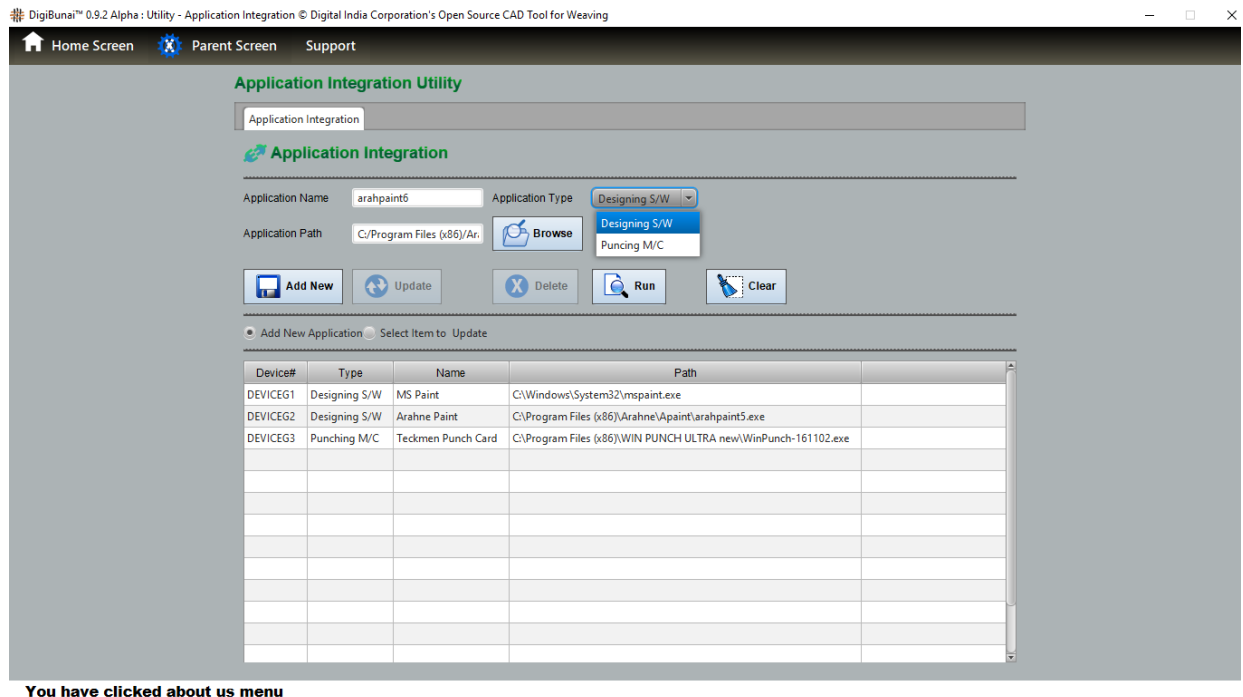 DigiBunai™ 0.9.2 Alpha : Utility - Application Integration © Digital India Corporation's Open Source CAD Tool for Weaving
Home Screen Parent Screen Support
Application Integration Utility
Application Integration
Application Integration
Application Name arahpaint6 Application Type Designing S/W
Designing S/W
Application Path C:/Program Files (x86)/Ar. Browse
Puncing M/C
Add New Update Delete Run Clear
Add New Application Select Item to Update
Device# Type Name Path
DEVICEG1 Designing S/W MS Paint C:\Windows\System32\mspaint.exe
DEVICEG2 Designing S/W Arahne Paint C:\Program Files (x86)\Arahne\Apaint\arahpaint5.exe
DEVICEG3 Punching M/C Teckmen Punch Card C:\Program Files (x86)\WIN PUNCH ULTRA new\WinPunch-161102.exe
You have clicked about us menu